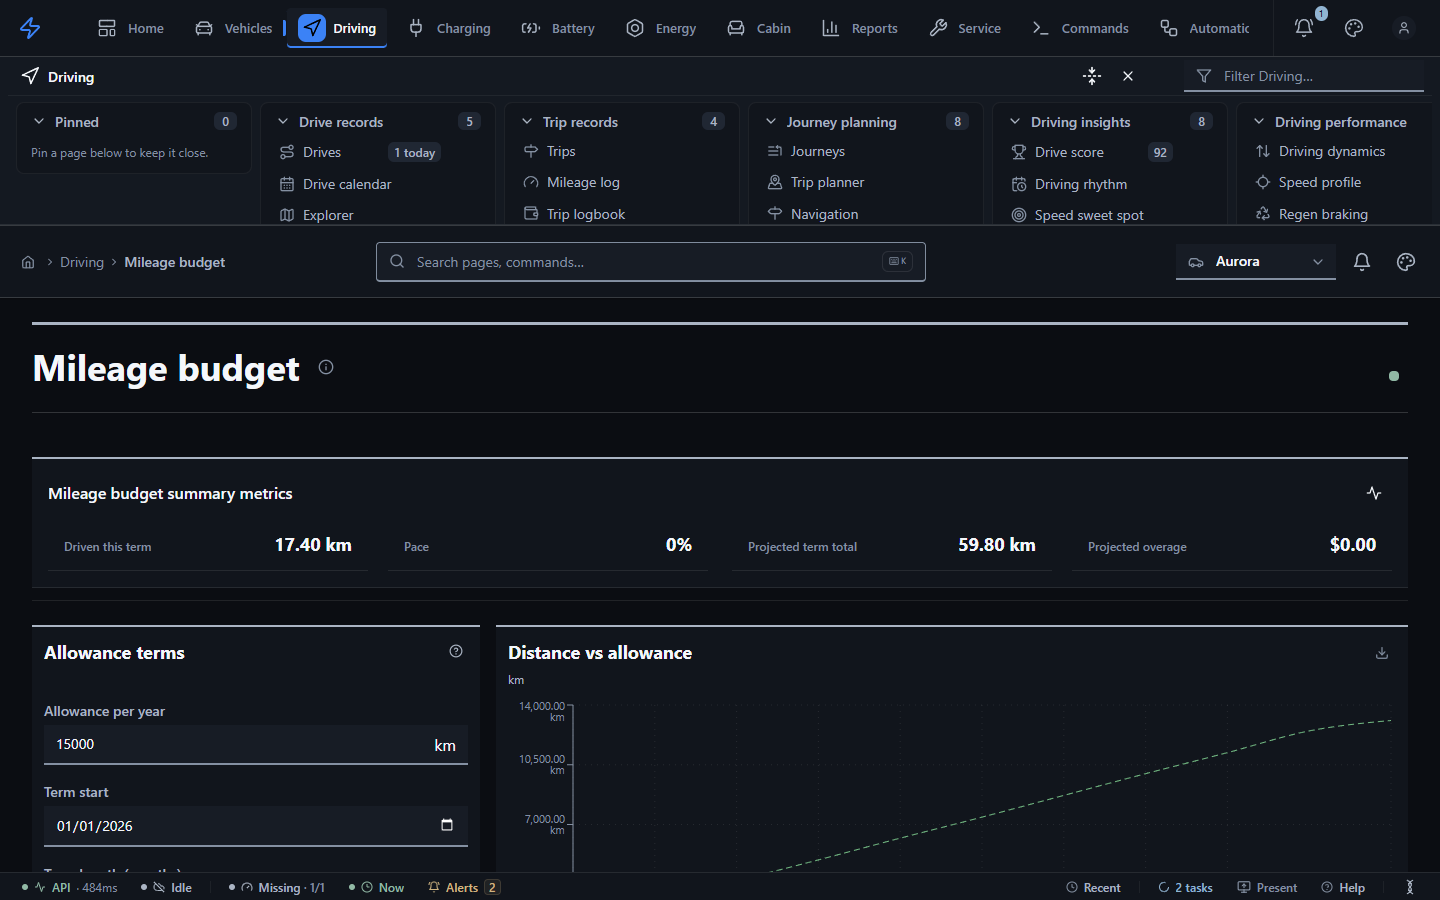 Home
Vehicles
Driving
Charging
Battery
Energy
Cabin
Reports
Service
Commands
Automatic
1
Driving
Filter Driving...
Pinned 0
Pin a page below to keep it close.
Drive records 5
Drives 1 today
Drive calendar
Explorer
Trip records 4
Trips
Mileage log
Trip logbook
Journey planning 8
Journeys
Trip planner
Navigation
Driving insights 8
Drive score 92
Driving rhythm
Speed sweet spot
Driving performance
Driving dynamics
Speed profile
Regen braking
Driving
Mileage budget
Search pages, commands...
K
Aurora
Mileage budget
Mileage budget summary metrics
Driven this term 17.40 km
Pace 0%
Projected term total 59.80 km
Projected overage $0.00
Allowance terms
Allowance per year
15000 km
Term start
01/01/2026
Distance vs allowance
km
14,000.00
km
10,500.00
km
7,000.00
km
API · 484ms
Idle
Missing · 1/1
Now
Alerts 2
Recent
2 tasks
Present
Help